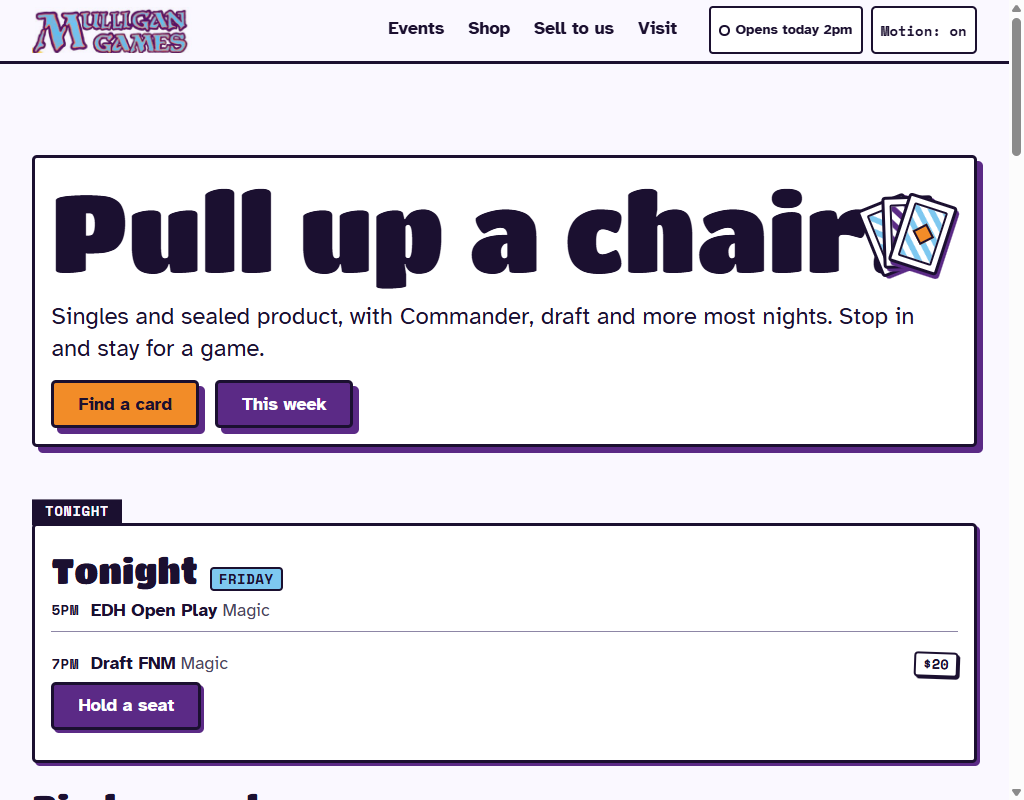 MULLIGAN GAMES
Events Shop Sell to us Visit Opens today 2pm Motion: on
Pull up a chair
Singles and sealed product, with Commander, draft and more most nights. Stop in
and stay for a game.
Find a card This week
TONIGHT
Tonight FRIDAY
5PM EDH Open Play Magic
7PM Draft FNM Magic $20
Hold a seat